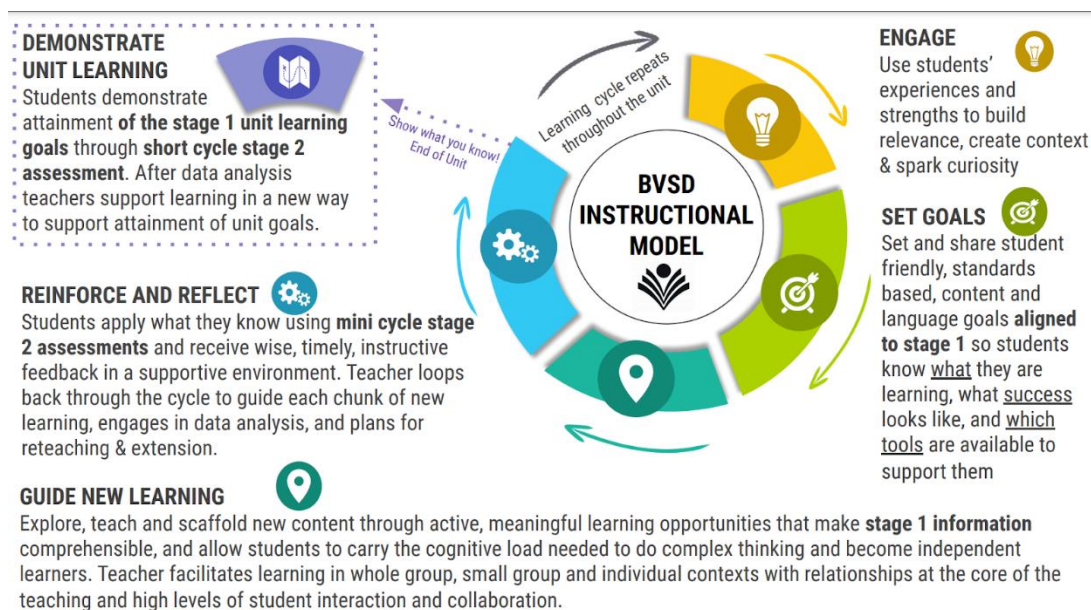 DEMONSTRATE
UNIT LEARNING
Students demonstrate
attainment of the stage 1 unit learning
goals through short cycle stage 2
assessment. After data analysis
teachers support learning in a new way
to support attainment of unit goals.
Show what you know!
End of Unit
Learning cycle repeats
throughout the unit
BVSD
INSTRUCTIONAL
MODEL
ENGAGE
Use students’
experiences and
strengths to build
relevance, create context
& spark curiosity
SET GOALS
Set and share student
friendly, standards
based, content and
language goals aligned
to stage 1 so students
know what they are
learning, what success
looks like, and which
tools are available to
support them
REINFORCE AND REFLECT
Students apply what they know using mini cycle stage
2 assessments and receive wise, timely, instructive
feedback in a supportive environment. Teacher loops
back through the cycle to guide each chunk of new
learning, engages in data analysis, and plans for
reteaching & extension.
GUIDE NEW LEARNING
Explore, teach and scaffold new content through active, meaningful learning opportunities that make stage 1 information
comprehensible, and allow students to carry the cognitive load needed to do complex thinking and become independent
learners. Teacher facilitates learning in whole group, small group and individual contexts with relationships at the core of the
teaching and high levels of student interaction and collaboration.